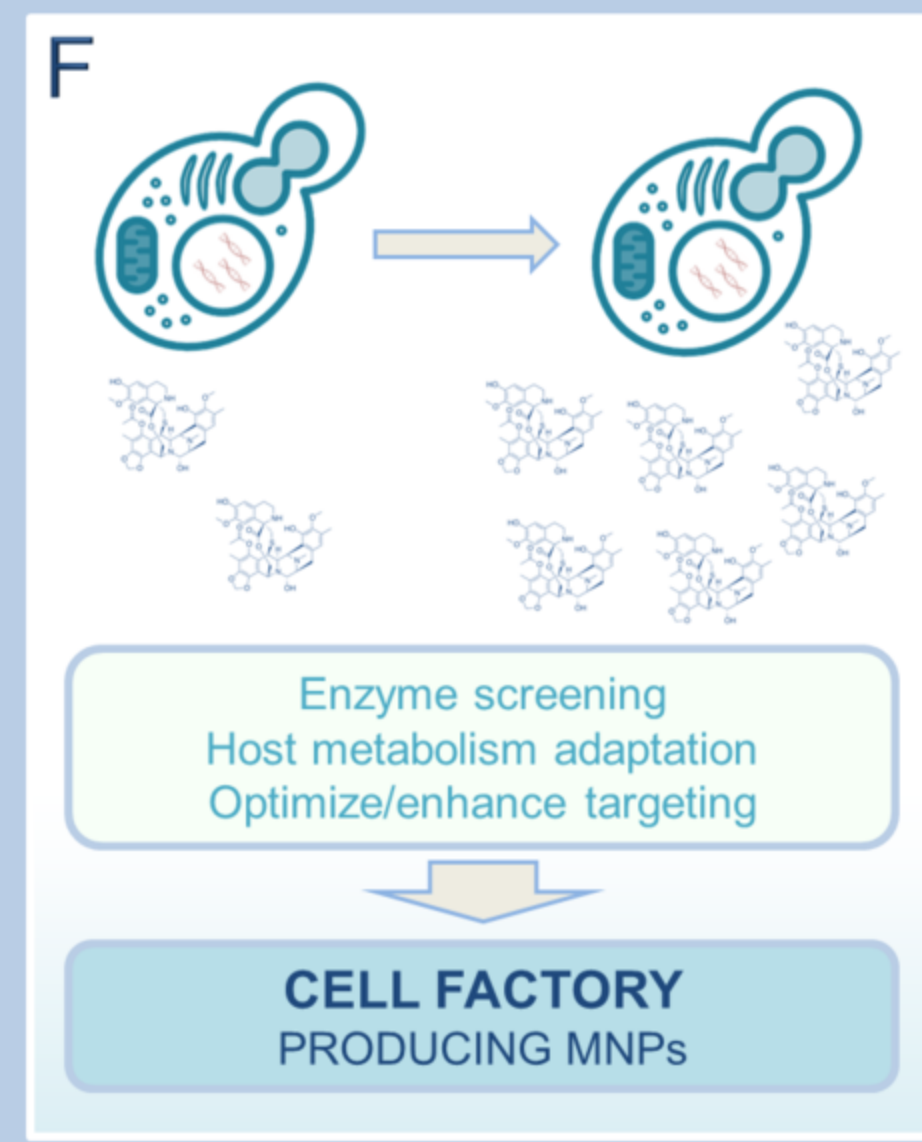 F
Enzyme screening
Host metabolism adaptation
Optimize/enhance targeting
CELL FACTORY
PRODUCING MNPs